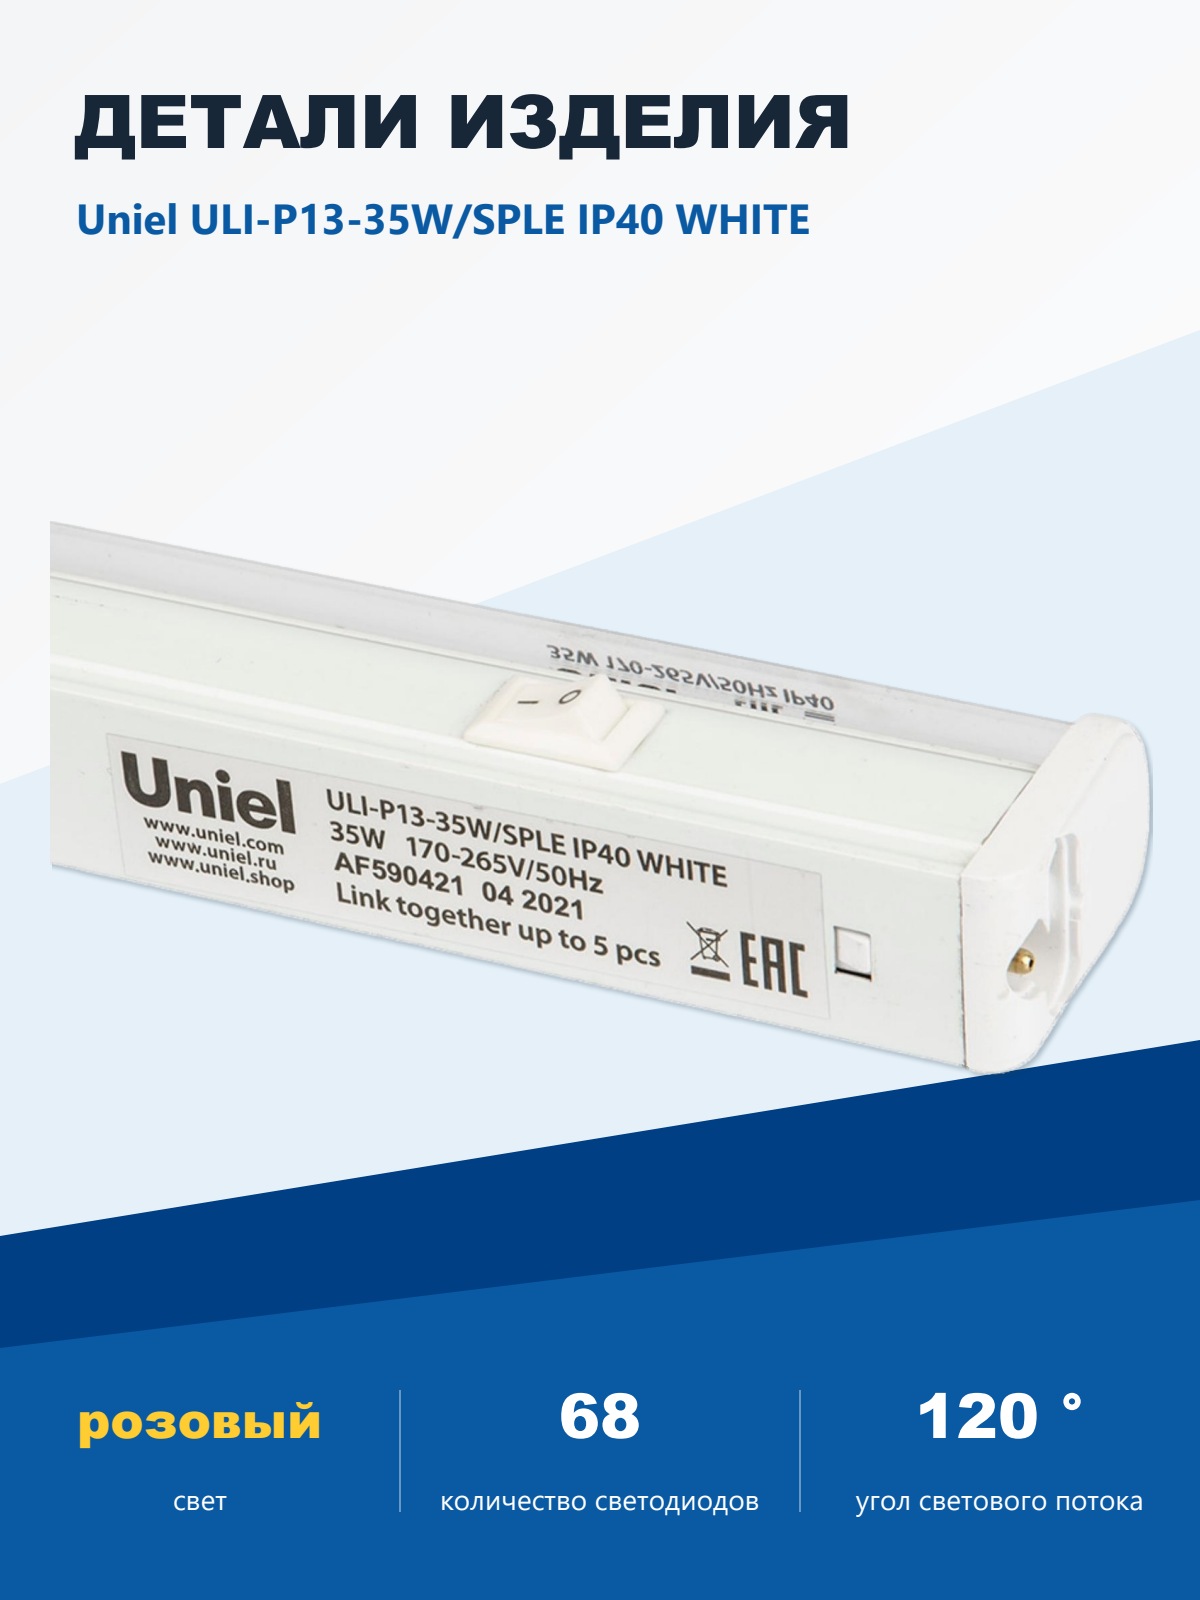 ДЕТАЛИ ИЗДЕЛИЯ
Uniel ULI-P13-35W/SPLE IP40 WHITE
35W 170-265V/50Hz IP40
Uniel
www.uniel.com
www.uniel.ru
www.uniel.shop
ULI-P13-35W/SPLE IP40 WHITE
35W 170-265V/50Hz
AF590421 04 2021
Link together up to 5 pcs
EAC
розовый
свет
68
количество светодиодов
120 °
угол светового потока